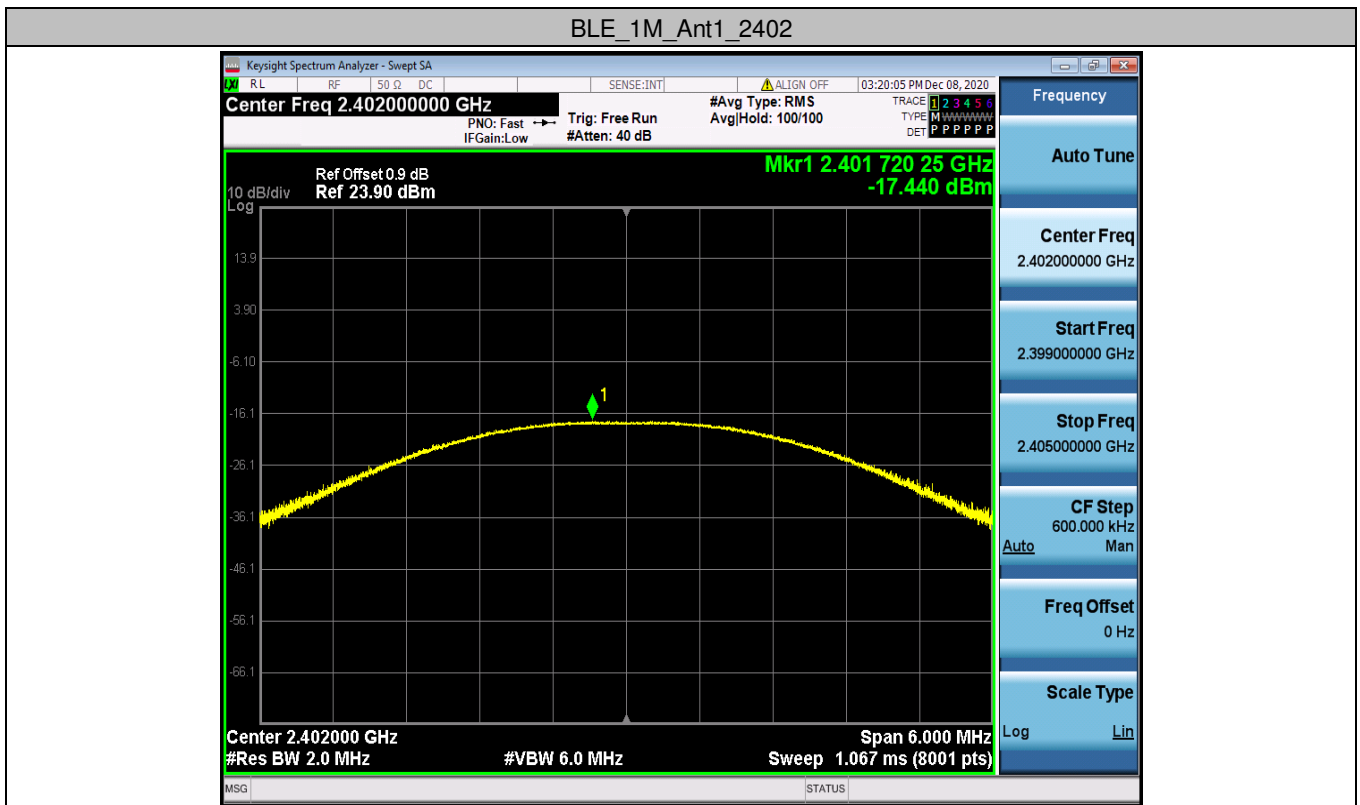 BLE_1M_Ant1_2402
Keysight Spectrum Analyzer - Swept SA
LXI RL RF 50 Ω DC SENSE:INT ALIGN OFF 03:20:05 PM Dec 08, 2020
Center Freq 2.402000000 GHz
PNO: Fast
IFGain:Low
Trig: Free Run
#Atten: 40 dB
#Avg Type: RMS
Avg|Hold: 100/100
TRACE 1 2 3 4 5 6
TYPE M WWWWW
DET P P P P P P
Ref Offset 0.9 dB
10 dB/div Ref 23.90 dBm
Log
Mkr1 2.401 720 25 GHz
-17.440 dBm
13.9
3.90
-6.10
-16.1
-26.1
-36.1
-46.1
-56.1
-66.1
1
Center 2.402000 GHz Span 6.000 MHz
#Res BW 2.0 MHz #VBW 6.0 MHz Sweep 1.067 ms (8001 pts)
MSG STATUS
Frequency
Auto Tune
Center Freq
2.402000000 GHz
Start Freq
2.399000000 GHz
Stop Freq
2.405000000 GHz
CF Step
600.000 kHz
Auto Man
Freq Offset
0 Hz
Scale Type
Log Lin